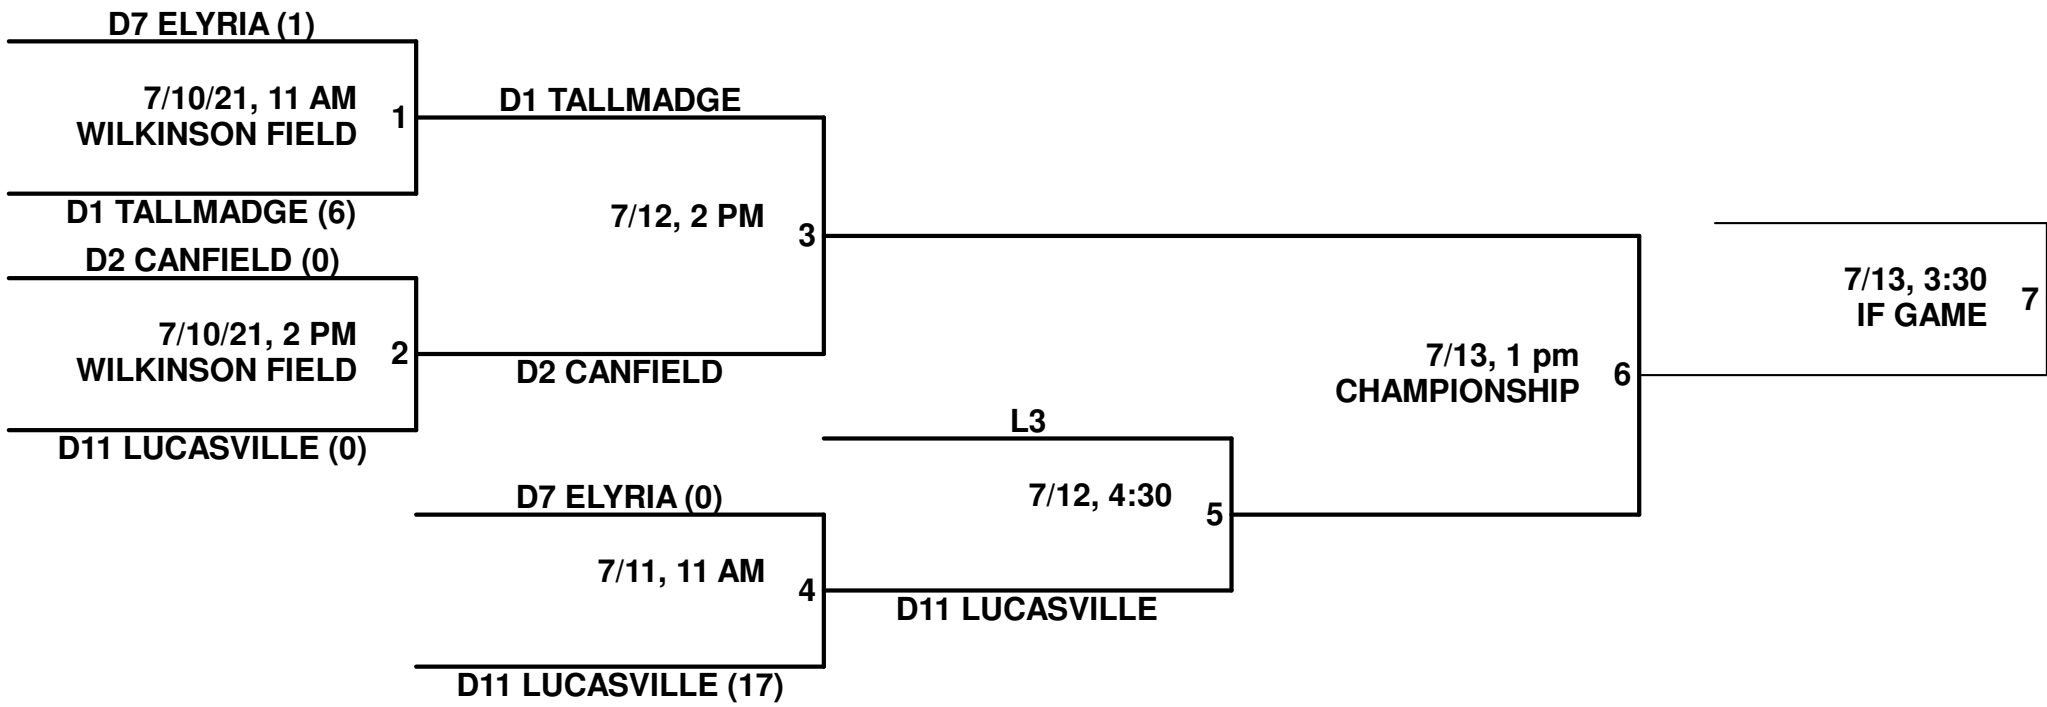 D7 ELYRIA (1)
7/10/21, 11 AM
WILKINSON FIELD
1
D1 TALLMADGE (6)
D2 CANFIELD (0)
7/10/21, 2 PM
WILKINSON FIELD
2
D11 LUCASVILLE (0)
D1 TALLMADGE
7/12, 2 PM
3
D2 CANFIELD
D7 ELYRIA (0)
7/11, 11 AM
4
D11 LUCASVILLE (17)
L3
7/12, 4:30
5
D11 LUCASVILLE
7/13, 1 pm
CHAMPIONSHIP
6
7/13, 3:30
IF GAME
7